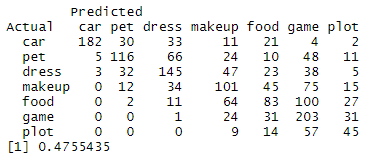 Predicted
Actual car pet dress makeup food game plot
car 182 30 33 11 21 4 2
pet 5 116 66 24 10 48 11
dress 3 32 145 47 23 38 5
makeup 0 12 34 101 45 75 15
food 0 2 11 64 83 100 27
game 0 0 1 24 31 203 31
plot 0 0 0 9 14 57 45
[1] 0.4755435